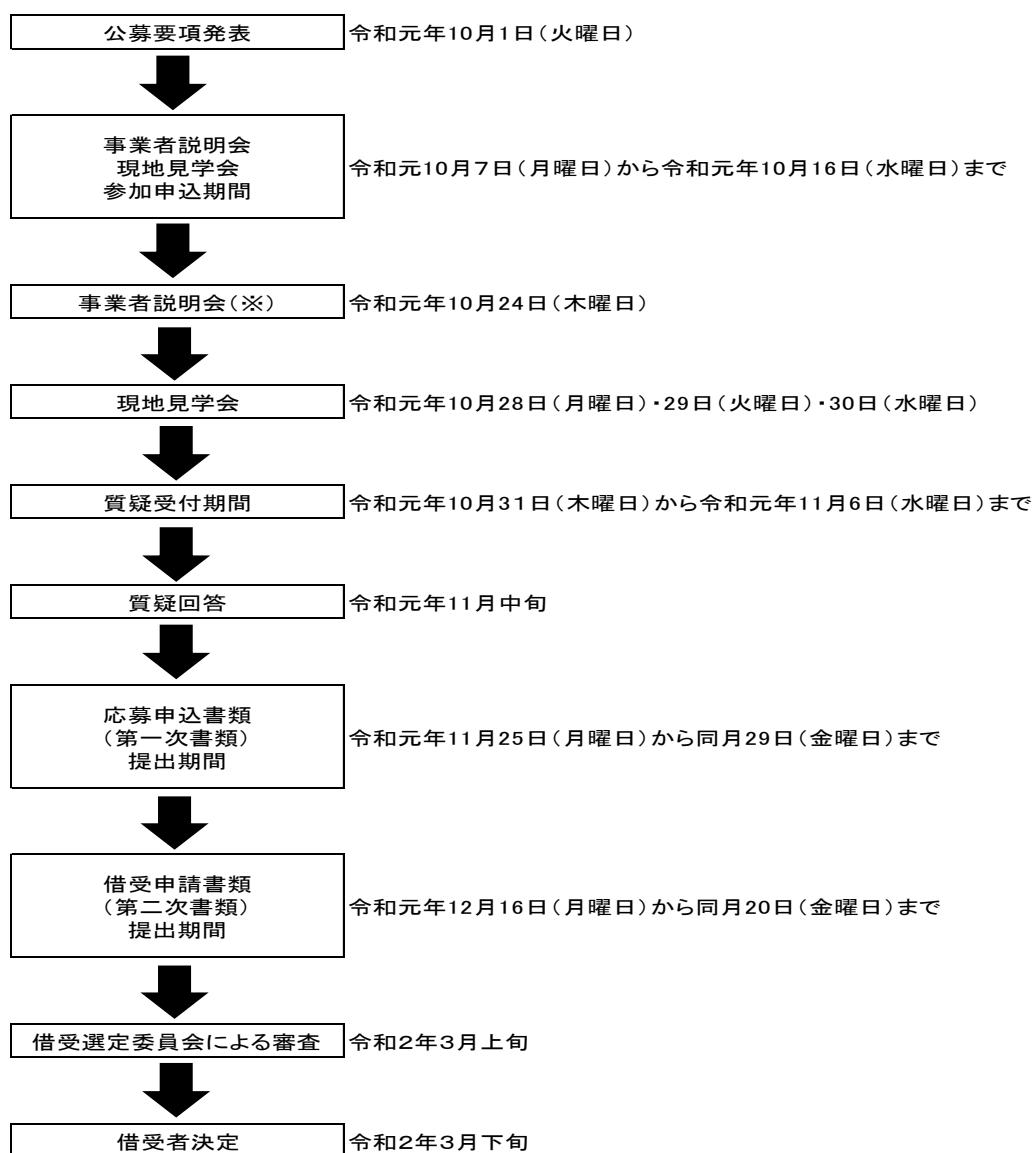 公募要項発表
令和元年10月1日(火曜日)
事業者説明会
現地見学会
参加申込期間
令和元10月7日(月曜日)から令和元年10月16日(水曜日)まで
事業者説明会(※)
令和元年10月24日(木曜日)
現地見学会
令和元年10月28日(月曜日)・29日(火曜日)・30日(水曜日)
質疑受付期間
令和元年10月31日(木曜日)から令和元年11月6日(水曜日)まで
質疑回答
令和元年11月中旬
応募申込書類
(第一次書類)
提出期間
令和元年11月25日(月曜日)から同月29日(金曜日)まで
借受申請書類
(第二次書類)
提出期間
令和元年12月16日(月曜日)から同月20日(金曜日)まで
借受選定委員会による審査
令和2年3月上旬
借受者決定
令和2年3月下旬